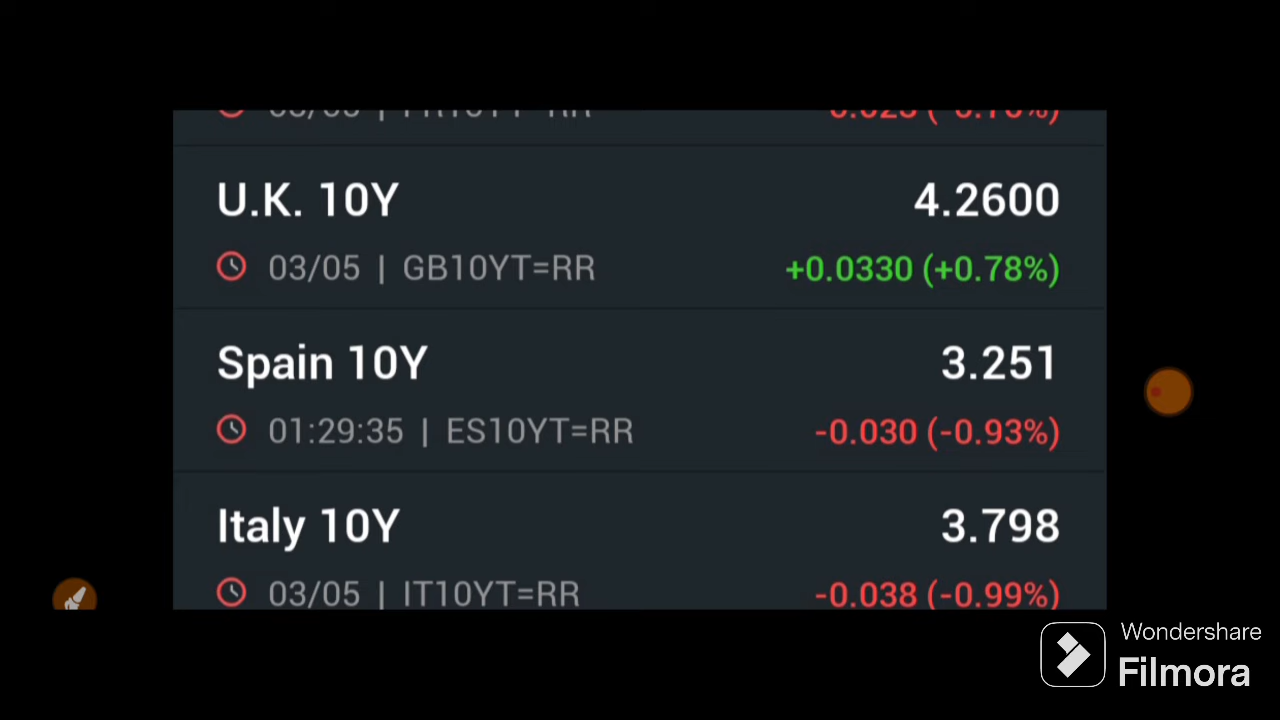 U.K. 10Y 4.2600
03/05 | GB10YT=RR +0.0330 (+0.78%)
Spain 10Y 3.251
01:29:35 | ES10YT=RR -0.030 (-0.93%)
Italy 10Y 3.798
03/05 | IT10YT=RR -0.038 (-0.99%)
Wondershare
Filmora